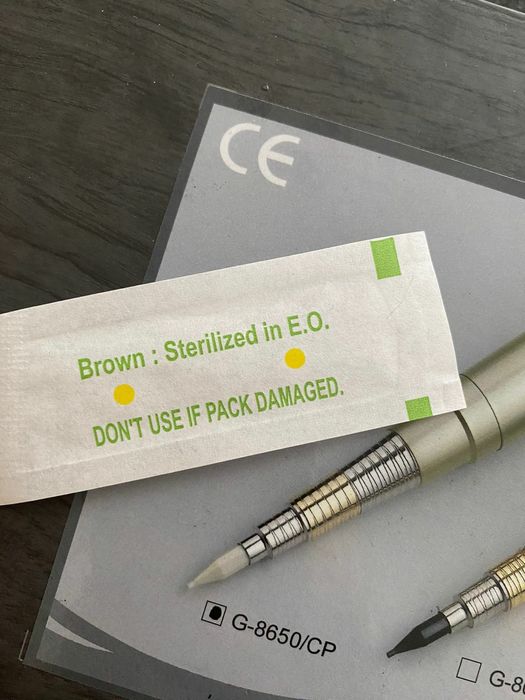 CE
Brown : Sterilized in E.O.
DON'T USE IF PACK DAMAGED.
G-8650/CP